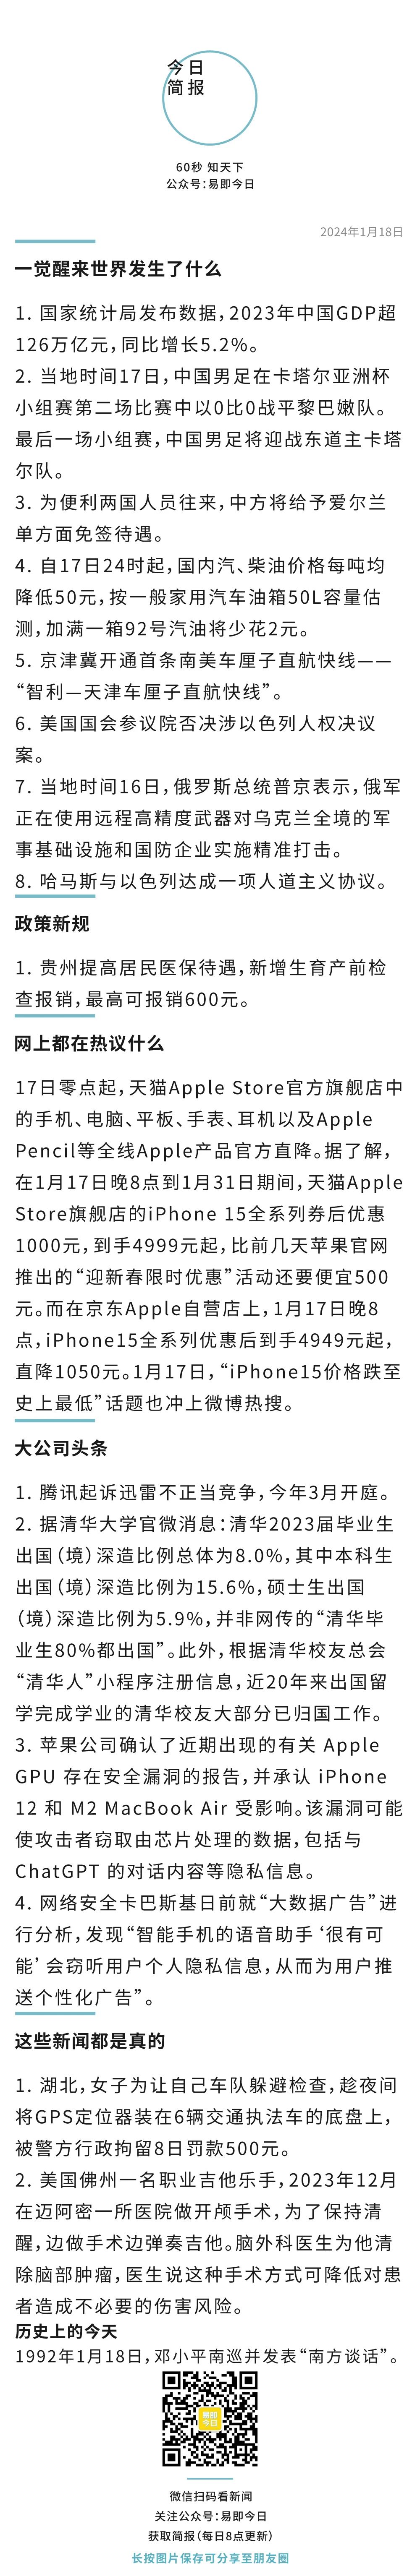 今日
简报
60秒 知天下
公众号：易即今日
2024年1月18日
一觉醒来世界发生了什么
1. 国家统计局发布数据，2023年中国GDP超
126万亿元，同比增长5.2%。
2. 当地时间17日，中国男足在卡塔尔亚洲杯
小组赛第二场比赛中以0比0战平黎巴嫩队。
最后一场小组赛，中国男足将迎战东道主卡塔
尔队。
3. 为便利两国人员往来，中方将给予爱尔兰
单方面免签待遇。
4. 自17日24时起，国内汽、柴油价格每吨均
降低50元，按一般家用汽车油箱50L容量估
测，加满一箱92号汽油将少花2元。
5. 京津冀开通首条南美车厘子直航快线——
“智利—天津车厘子直航快线”。
6. 美国国会参议院否决涉以色列人权决议
案。
7. 当地时间16日，俄罗斯总统普京表示，俄军
正在使用远程高精度武器对乌克兰全境的军
事基础设施和国防企业实施精准打击。
8. 哈马斯与以色列达成一项人道主义协议。
政策新规
1. 贵州提高居民医保待遇，新增生育产前检
查报销，最高可报销600元。
网上都在热议什么
17日零点起，天猫Apple Store官方旗舰店中
的手机、电脑、平板、手表、耳机以及Apple
Pencil等全线Apple产品官方直降。据了解，
在1月17日晚8点到1月31日期间，天猫Apple
Store旗舰店的iPhone 15全系列券后优惠
1000元，到手4999元起，比前几天苹果官网
推出的“迎新春限时优惠”活动还要便宜500
元。而在京东Apple自营店上，1月17日晚8
点，iPhone15全系列优惠后到手4949元起，
直降1050元。1月17日，“iPhone15价格跌至
史上最低”话题也冲上微博热搜。
大公司头条
1. 腾讯起诉迅雷不正当竞争，今年3月开庭。
2. 据清华大学官微消息：清华2023届毕业生
出国（境）深造比例总体为8.0%，其中本科生
出国（境）深造比例为15.6%，硕士生出国
（境）深造比例为5.9%，并非网传的“清华毕
业生80%都出国”。此外，根据清华校友总会
“清华人”小程序注册信息，近20年来出国留
学完成学业的清华校友大部分已归国工作。
3. 苹果公司确认了近期出现的有关 Apple
GPU 存在安全漏洞的报告，并承认 iPhone
12 和 M2 MacBook Air 受影响。该漏洞可能
使攻击者窃取由芯片处理的数据，包括与
ChatGPT 的对话内容等隐私信息。
4. 网络安全卡巴斯基日前就“大数据广告”进
行分析，发现“智能手机的语音助手‘很有可
能’会窃听用户个人隐私信息，从而为用户推
送个性化广告”。
这些新闻都是真的
1. 湖北，女子为让自己车队躲避检查，趁夜间
将GPS定位器装在6辆交通执法车的底盘上，
被警方行政拘留8日罚款500元。
2. 美国佛州一名职业吉他乐手，2023年12月
在迈阿密一所医院做开颅手术，为了保持清
醒，边做手术边弹奏吉他。脑外科医生为他清
除脑部肿瘤，医生说这种手术方式可降低对患
者造成不必要的伤害风险。
历史上的今天
1992年1月18日，邓小平南巡并发表“南方谈话”。
易即
今日
微信扫码看新闻
关注公众号：易即今日
获取简报（每日8点更新）
长按图片保存可分享至朋友圈